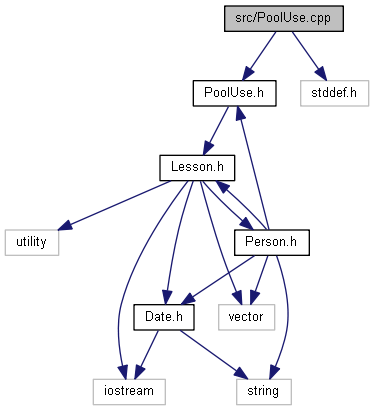 src/PoolUse.cpp
PoolUse.h
stddef.h
Lesson.h
utility
Person.h
Date.h
vector
iostream
string